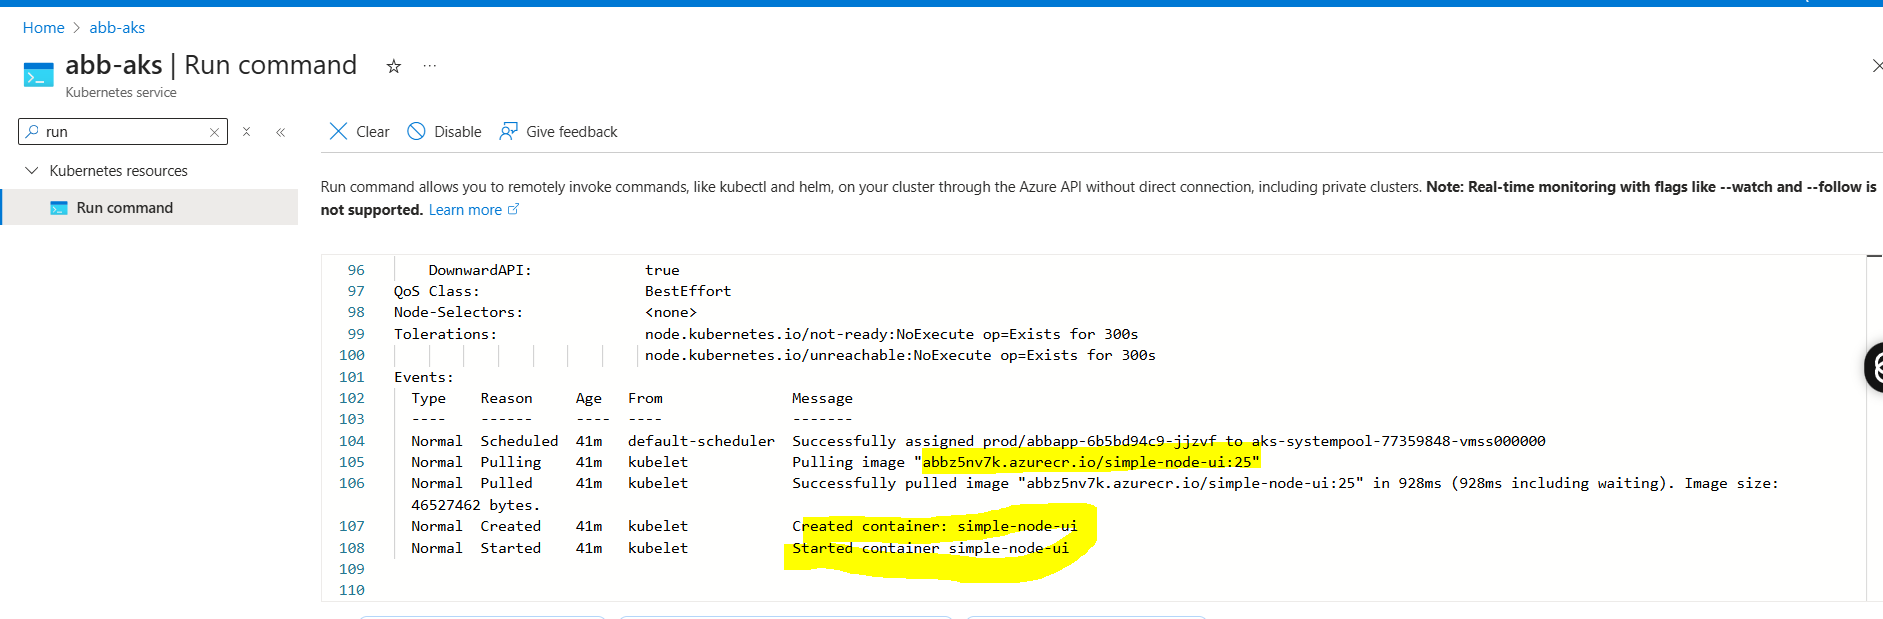 Home > abb-aks
abb-aks | Run command
Kubernetes service
run
Clear Disable Give feedback
Kubernetes resources
Run command
Run command allows you to remotely invoke commands, like kubectl and helm, on your cluster through the Azure API without direct connection, including private clusters. Note: Real-time monitoring with flags like --watch and --follow is
not supported. Learn more
96 DownwardAPI: true
97 QoS Class: BestEffort
98 Node-Selectors: <none>
99 Tolerations: node.kubernetes.io/not-ready:NoExecute op=Exists for 300s
100 node.kubernetes.io/unreachable:NoExecute op=Exists for 300s
101 Events:
102 Type Reason Age From Message
103 ---- ------ ---- ---- -------
104 Normal Scheduled 41m default-scheduler Successfully assigned prod/abbapp-6b5bd94c9-jjzvf to aks-systempool-77359848-vmss000000
105 Normal Pulling 41m kubelet Pulling image "abbz5nv7k.azurecr.io/simple-node-ui:25"
106 Normal Pulled 41m kubelet Successfully pulled image "abbz5nv7k.azurecr.io/simple-node-ui:25" in 928ms (928ms including waiting). Image size:
46527462 bytes.
107 Normal Created 41m kubelet Created container: simple-node-ui
108 Normal Started 41m kubelet Started container simple-node-ui
109
110